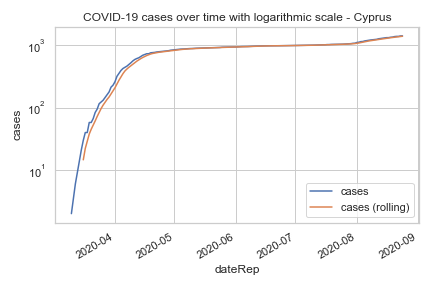 COVID-19 cases over time with logarithmic scale - Cyprus
10³
10²
10¹
cases
cases
cases (rolling)
2020-04
2020-05
2020-06
2020-07
2020-08
2020-09
dateRep